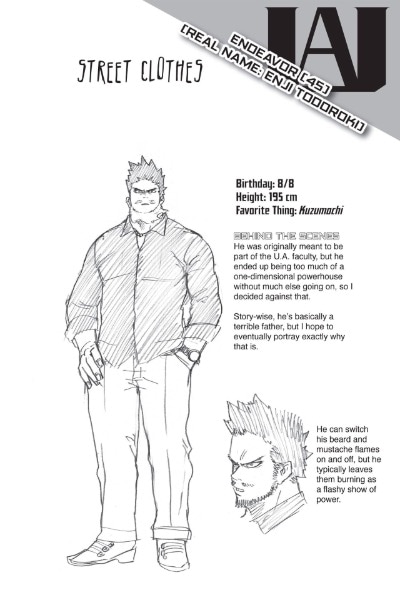 ENDEAVOR (45)
(REAL NAME: ENJI TODOROKI)
STREET CLOTHES
Birthday: 8/8
Height: 195 cm
Favorite Thing: Kuzumochi
BEHIND THE SCENES
He was originally meant to be
part of the U.A. faculty, but he
ended up being too much of a
one-dimensional powerhouse
without much else going on, so I
decided against that.
Story-wise, he's basically a
terrible father, but I hope to
eventually portray exactly why
that is.
He can switch
his beard and
mustache flames
on and off, but he
typically leaves
them burning as
a flashy show of
power.